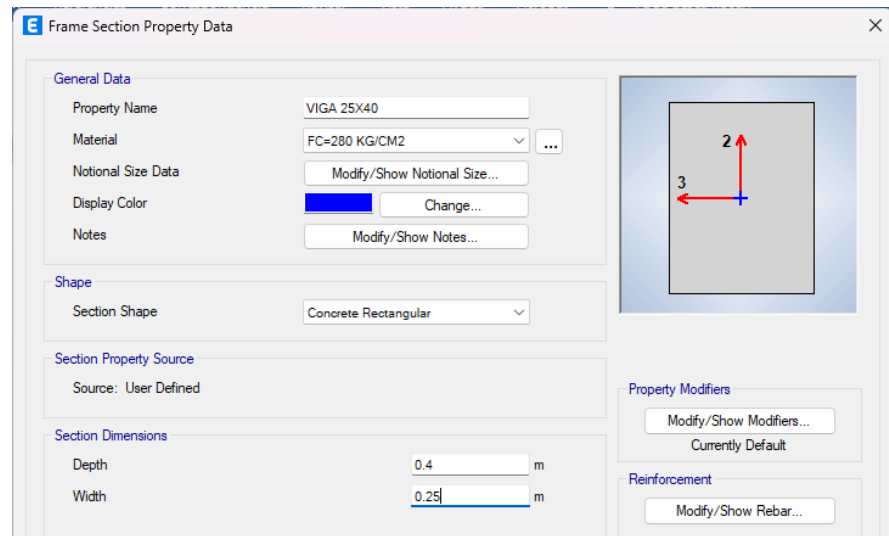 E Frame Section Property Data
General Data
Property Name VIGA 25X40
Material FC=280 KG/CM2 ...
Notional Size Data Modify/Show Notional Size...
Display Color Change...
Notes Modify/Show Notes...
2
3
Shape
Section Shape Concrete Rectangular
Section Property Source
Source: User Defined
Property Modifiers
Modify/Show Modifiers...
Currently Default
Section Dimensions
Depth 0.4 m
Width 0.25 m
Reinforcement
Modify/Show Rebar...